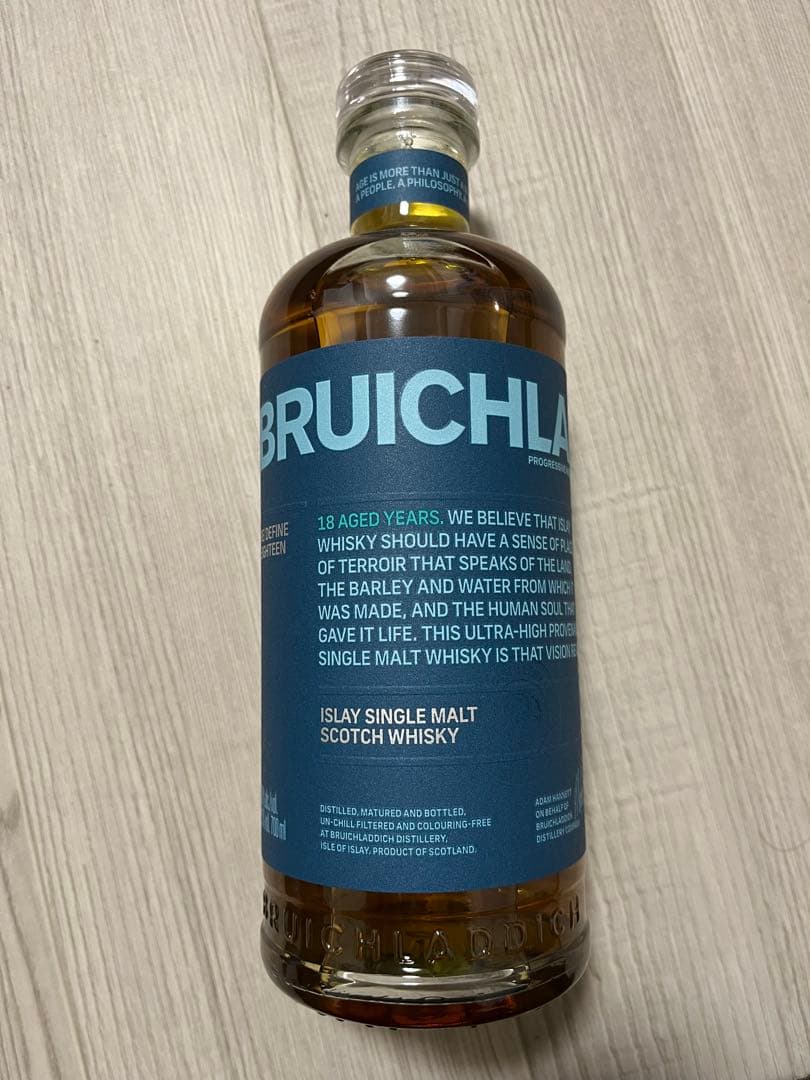 AGE IS MORE THAN JUST
A PEOPLE. A PHILOSOPHY.
BRUICHLA
PROGRESSIVE
DEFINE
18 AGED YEARS. WE BELIEVE THAT ISLAY
WHISKY SHOULD HAVE A SENSE OF PLAC
OF TERROIR THAT SPEAKS OF THE LAND,
THE BARLEY AND WATER FROM WHICH
WAS MADE, AND THE HUMAN SOUL THAT
GAVE IT LIFE. THIS ULTRA-HIGH PROVEN
SINGLE MALT WHISKY IS THAT VISION
ISLAY SINGLE MALT
SCOTCH WHISKY
700 ml
DISTILLED, MATURED AND BOTTLED,
UN-CHILL FILTERED AND COLOURING-FREE
AT BRUICHLADDICH DISTILLERY,
ISLE OF ISLAY. PRODUCT OF SCOTLAND.
ADAM HANNETT
ON BEHALF OF
BRUICHLADDICH
DISTILLERY
BRUICHLADDICH